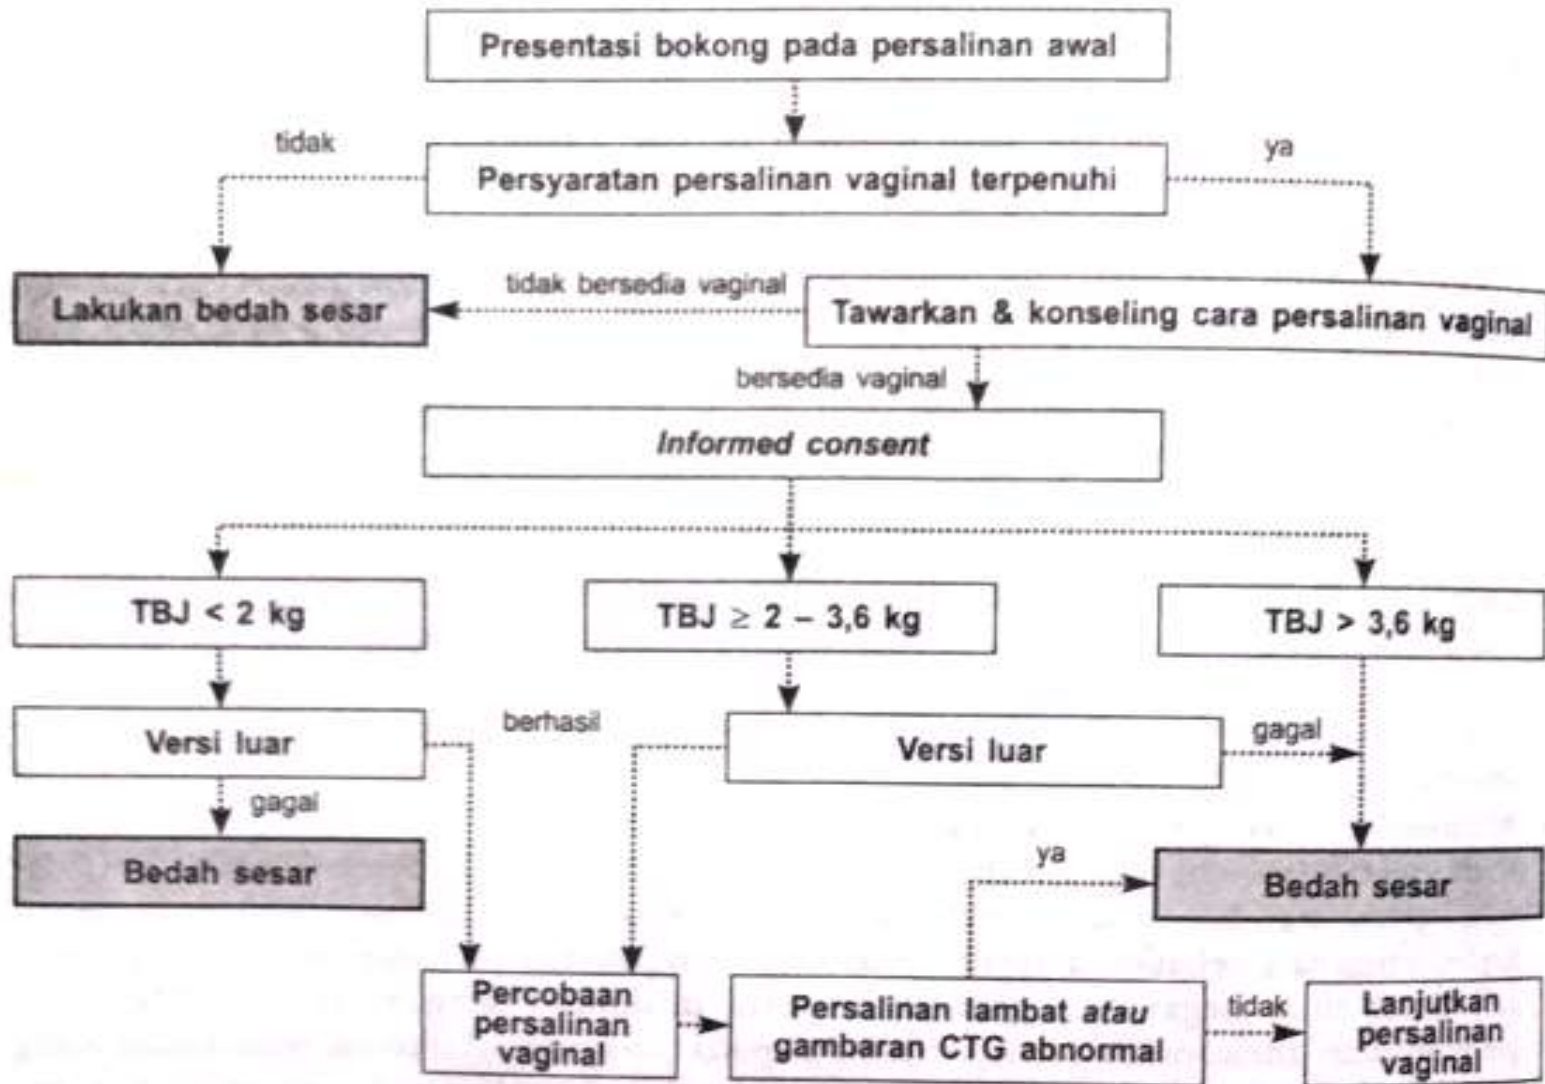 Presentasi bokong pada persalinan awal
tidak
ya
Persyaratan persalinan vaginal terpenuhi
Lakukan bedah sesar
tidak bersedia vaginal
Tawarkan & konseling cara persalinan vaginal
bersedia vaginal
Informed consent
TBJ < 2 kg
TBJ ≥ 2 – 3,6 kg
TBJ > 3,6 kg
Versi luar
berhasil
Versi luar
gagal
gagal
Bedah sesar
ya
Bedah sesar
Percobaan
persalinan
vaginal
Persalinan lambat atau
gambaran CTG abnormal
tidak
Lanjutkan
persalinan
vaginal